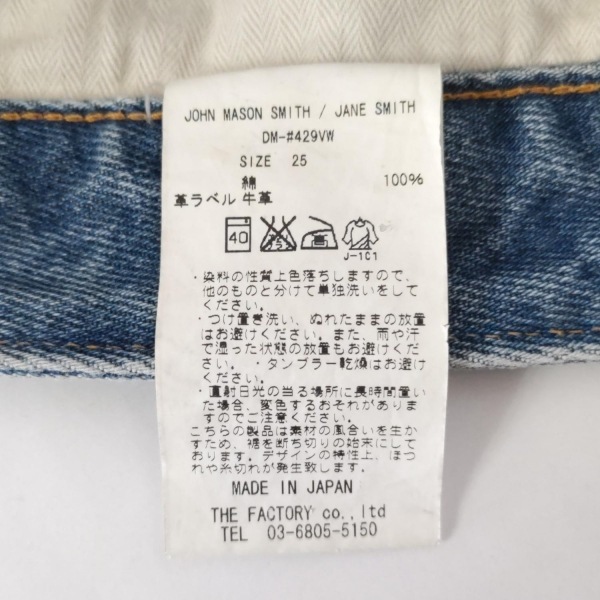 JOHN MASON SMITH / JANE SMITH
DM-#429VW
SIZE 25
綿 100%
革ラベル 牛革
40 エンソサラシ 高
J-1C1
・染料の性質上色落ちしますので、
他のものと分けて単独洗いをして
ください。
・つけ置き洗い、ぬれたままの放置
はお避けください。また、雨や汗
で湿った状態の放置もお避けくだ
さい。・タンブラー乾燥はお避け
ください。
・直射日光の当る場所に長時間置い
た場合、変色するおそれがありま
すのでご注意ください。
こちらの製品は素材の風合いを生か
すため、裾を断ち切りの始末にして
おります。デザインの特性上、ほつ
れや糸切れが発生致します。
MADE IN JAPAN
THE FACTORY co.,ltd
TEL 03-6805-5150